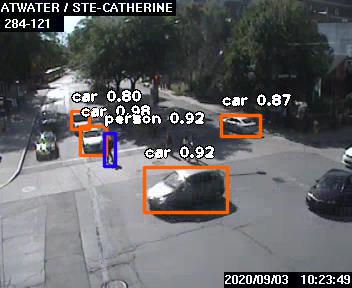 ATWATER / STE-CATHERINE
284-121
car 0.80
car 0.87
car 0.98
person 0.92
car 0.92
2020/09/03 10:23:49